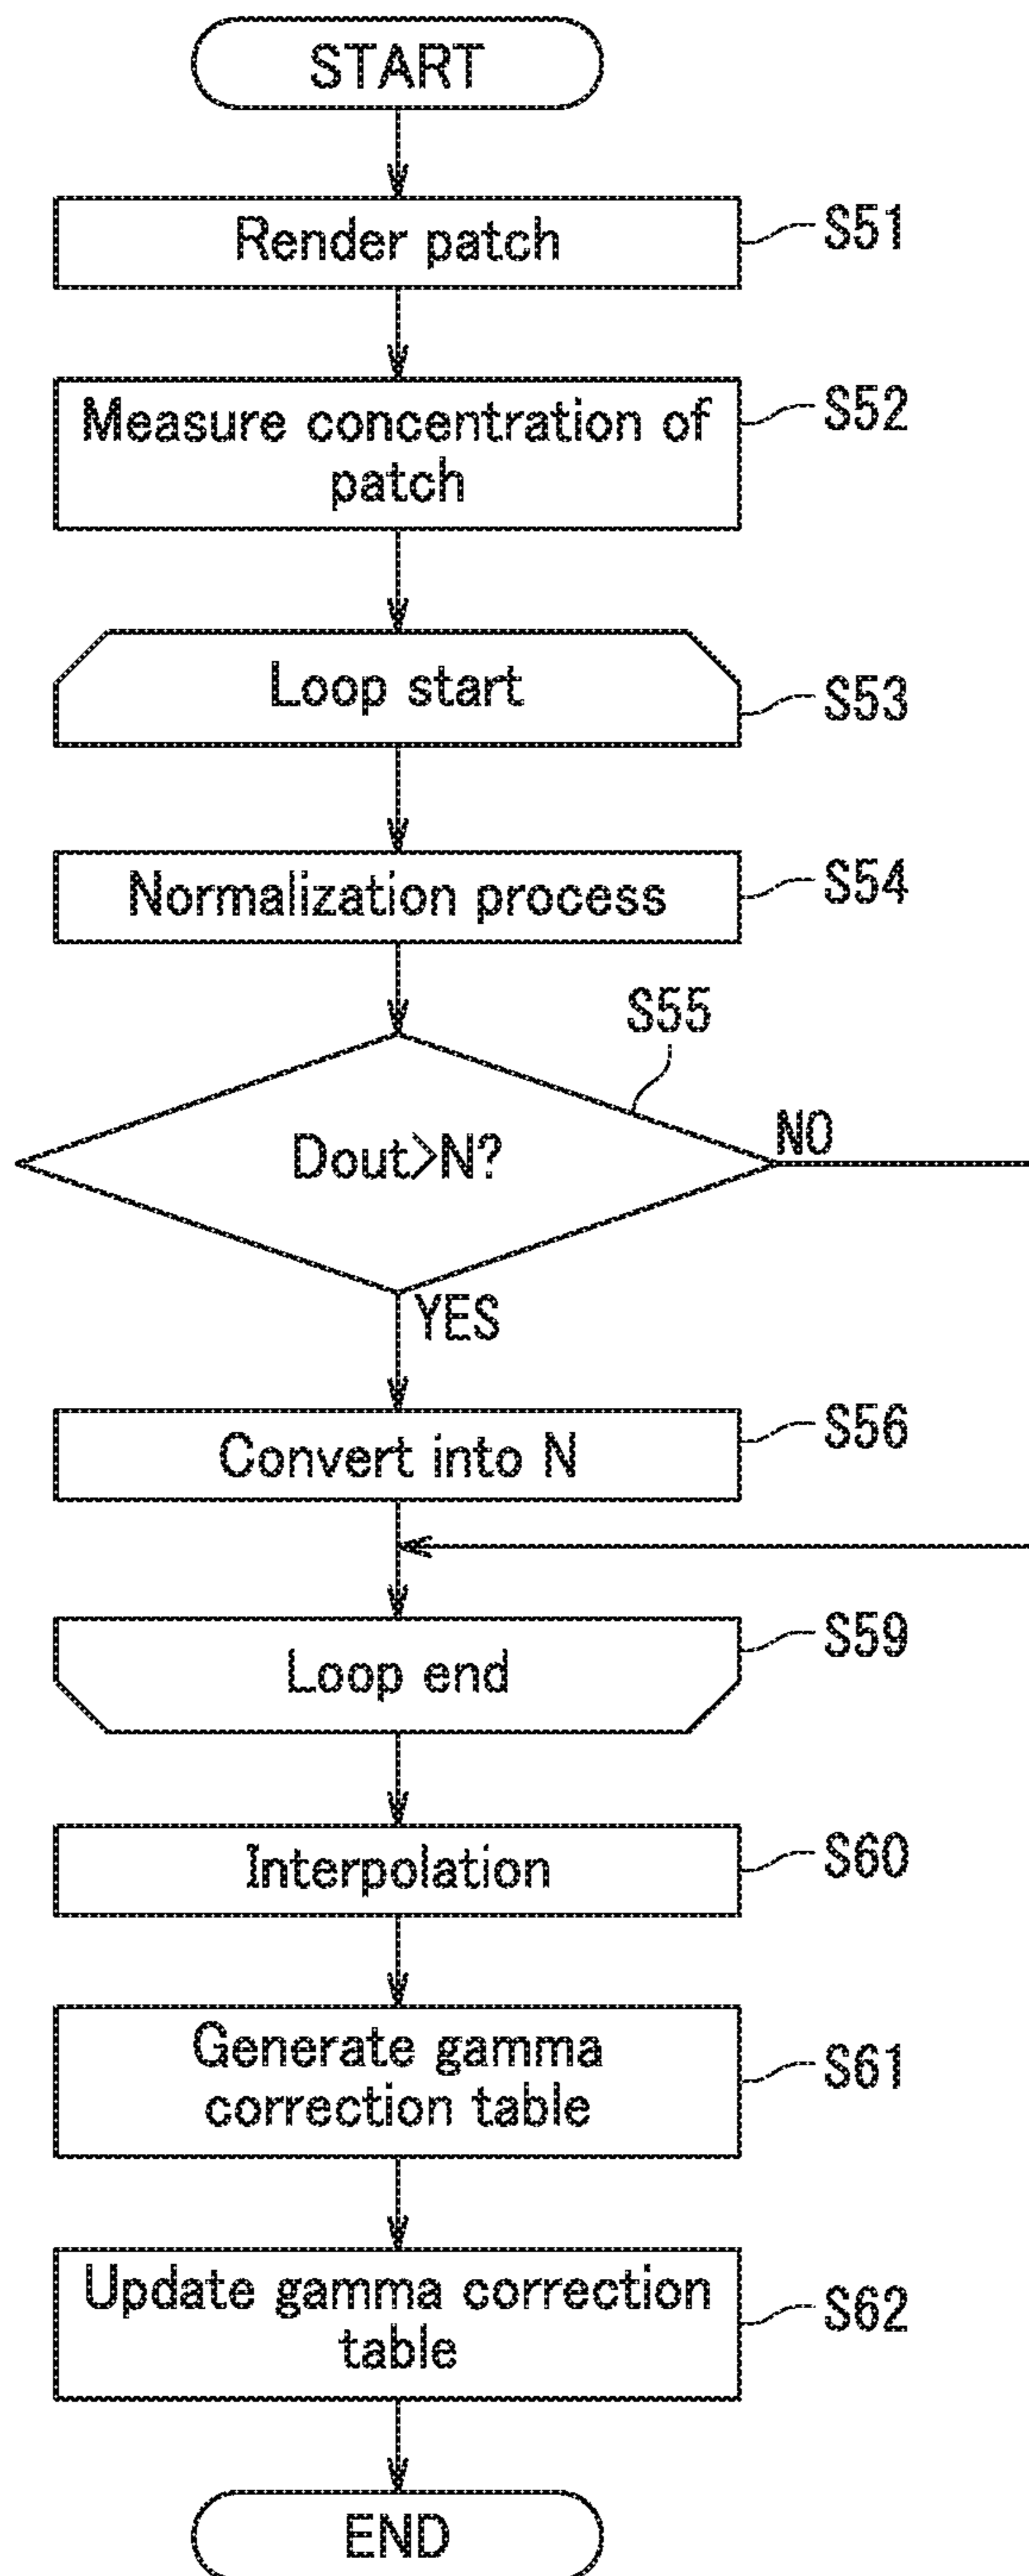 START
Render patch
S51
Measure concentration of
patch
S52
Loop start
S53
Normalization process
S54
S55
Dout>N?
NO
YES
Convert into N
S56
Loop end
S59
Interpolation
S60
Generate gamma
correction table
S61
Update gamma correction
table
S62
END